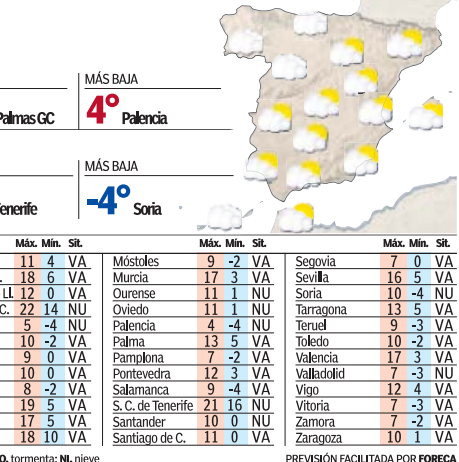 MÁS BAJA
Palmas GC
4° Palencia
MÁS BAJA
Tenerife
-4° Soria
Máx. Mín. Sit.
11 4 VA
18 6 VA
Ll. 12 0 VA
C. 22 14 NU
5 -4 NU
10 -2 VA
9 0 VA
10 0 VA
8 -2 VA
19 5 VA
17 5 VA
18 10 VA
Máx. Mín. Sit.
Móstoles 9 -2 VA
Murcia 17 3 VA
Ourense 11 1 NU
Oviedo 11 1 NU
Palencia 4 -4 NU
Palma 13 5 VA
Pamplona 7 -2 VA
Pontevedra 12 3 VA
Salamanca 9 -4 VA
S. C. de Tenerife 21 16 NU
Santander 10 0 NU
Santiago de C. 11 0 VA
Máx. Mín. Sit.
Segovia 7 0 VA
Sevilla 16 5 VA
Soria 10 -4 NU
Tarragona 13 5 VA
Teruel 9 -3 VA
Toledo 10 -2 VA
Valencia 17 3 VA
Valladolid 7 -3 NU
Vigo 12 4 VA
Vitoria 7 -3 VA
Zamora 7 -2 VA
Zaragoza 10 1 VA
O, tormenta; NI, nieve
PREVISIÓN FACILITADA POR FORECA